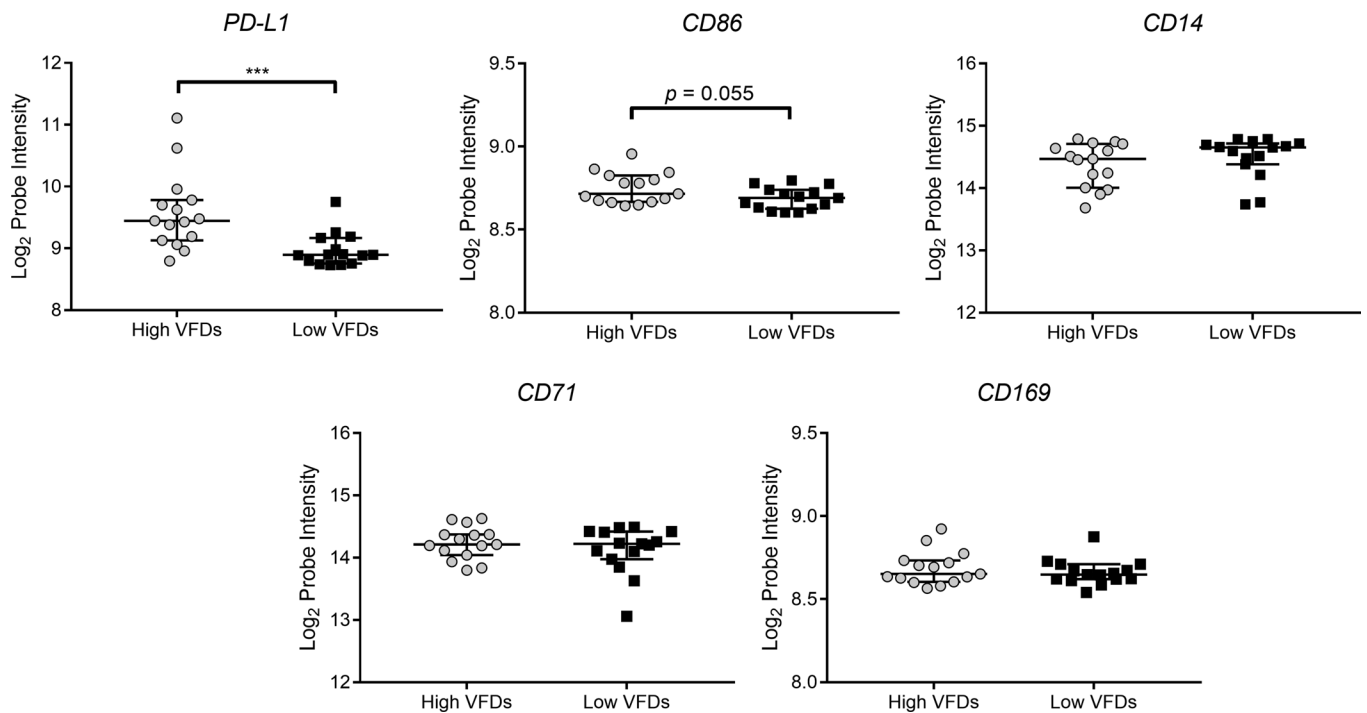 PD-L1
Log₂ Probe Intensity
12
11
10
9
8
***
High VFDs
Low VFDs
CD86
Log₂ Probe Intensity
9.5
9.0
8.5
8.0
p = 0.055
High VFDs
Low VFDs
CD14
Log₂ Probe Intensity
16
15
14
13
12
High VFDs
Low VFDs
CD71
Log₂ Probe Intensity
16
15
14
13
12
High VFDs
Low VFDs
CD169
Log₂ Probe Intensity
9.5
9.0
8.5
8.0
High VFDs
Low VFDs